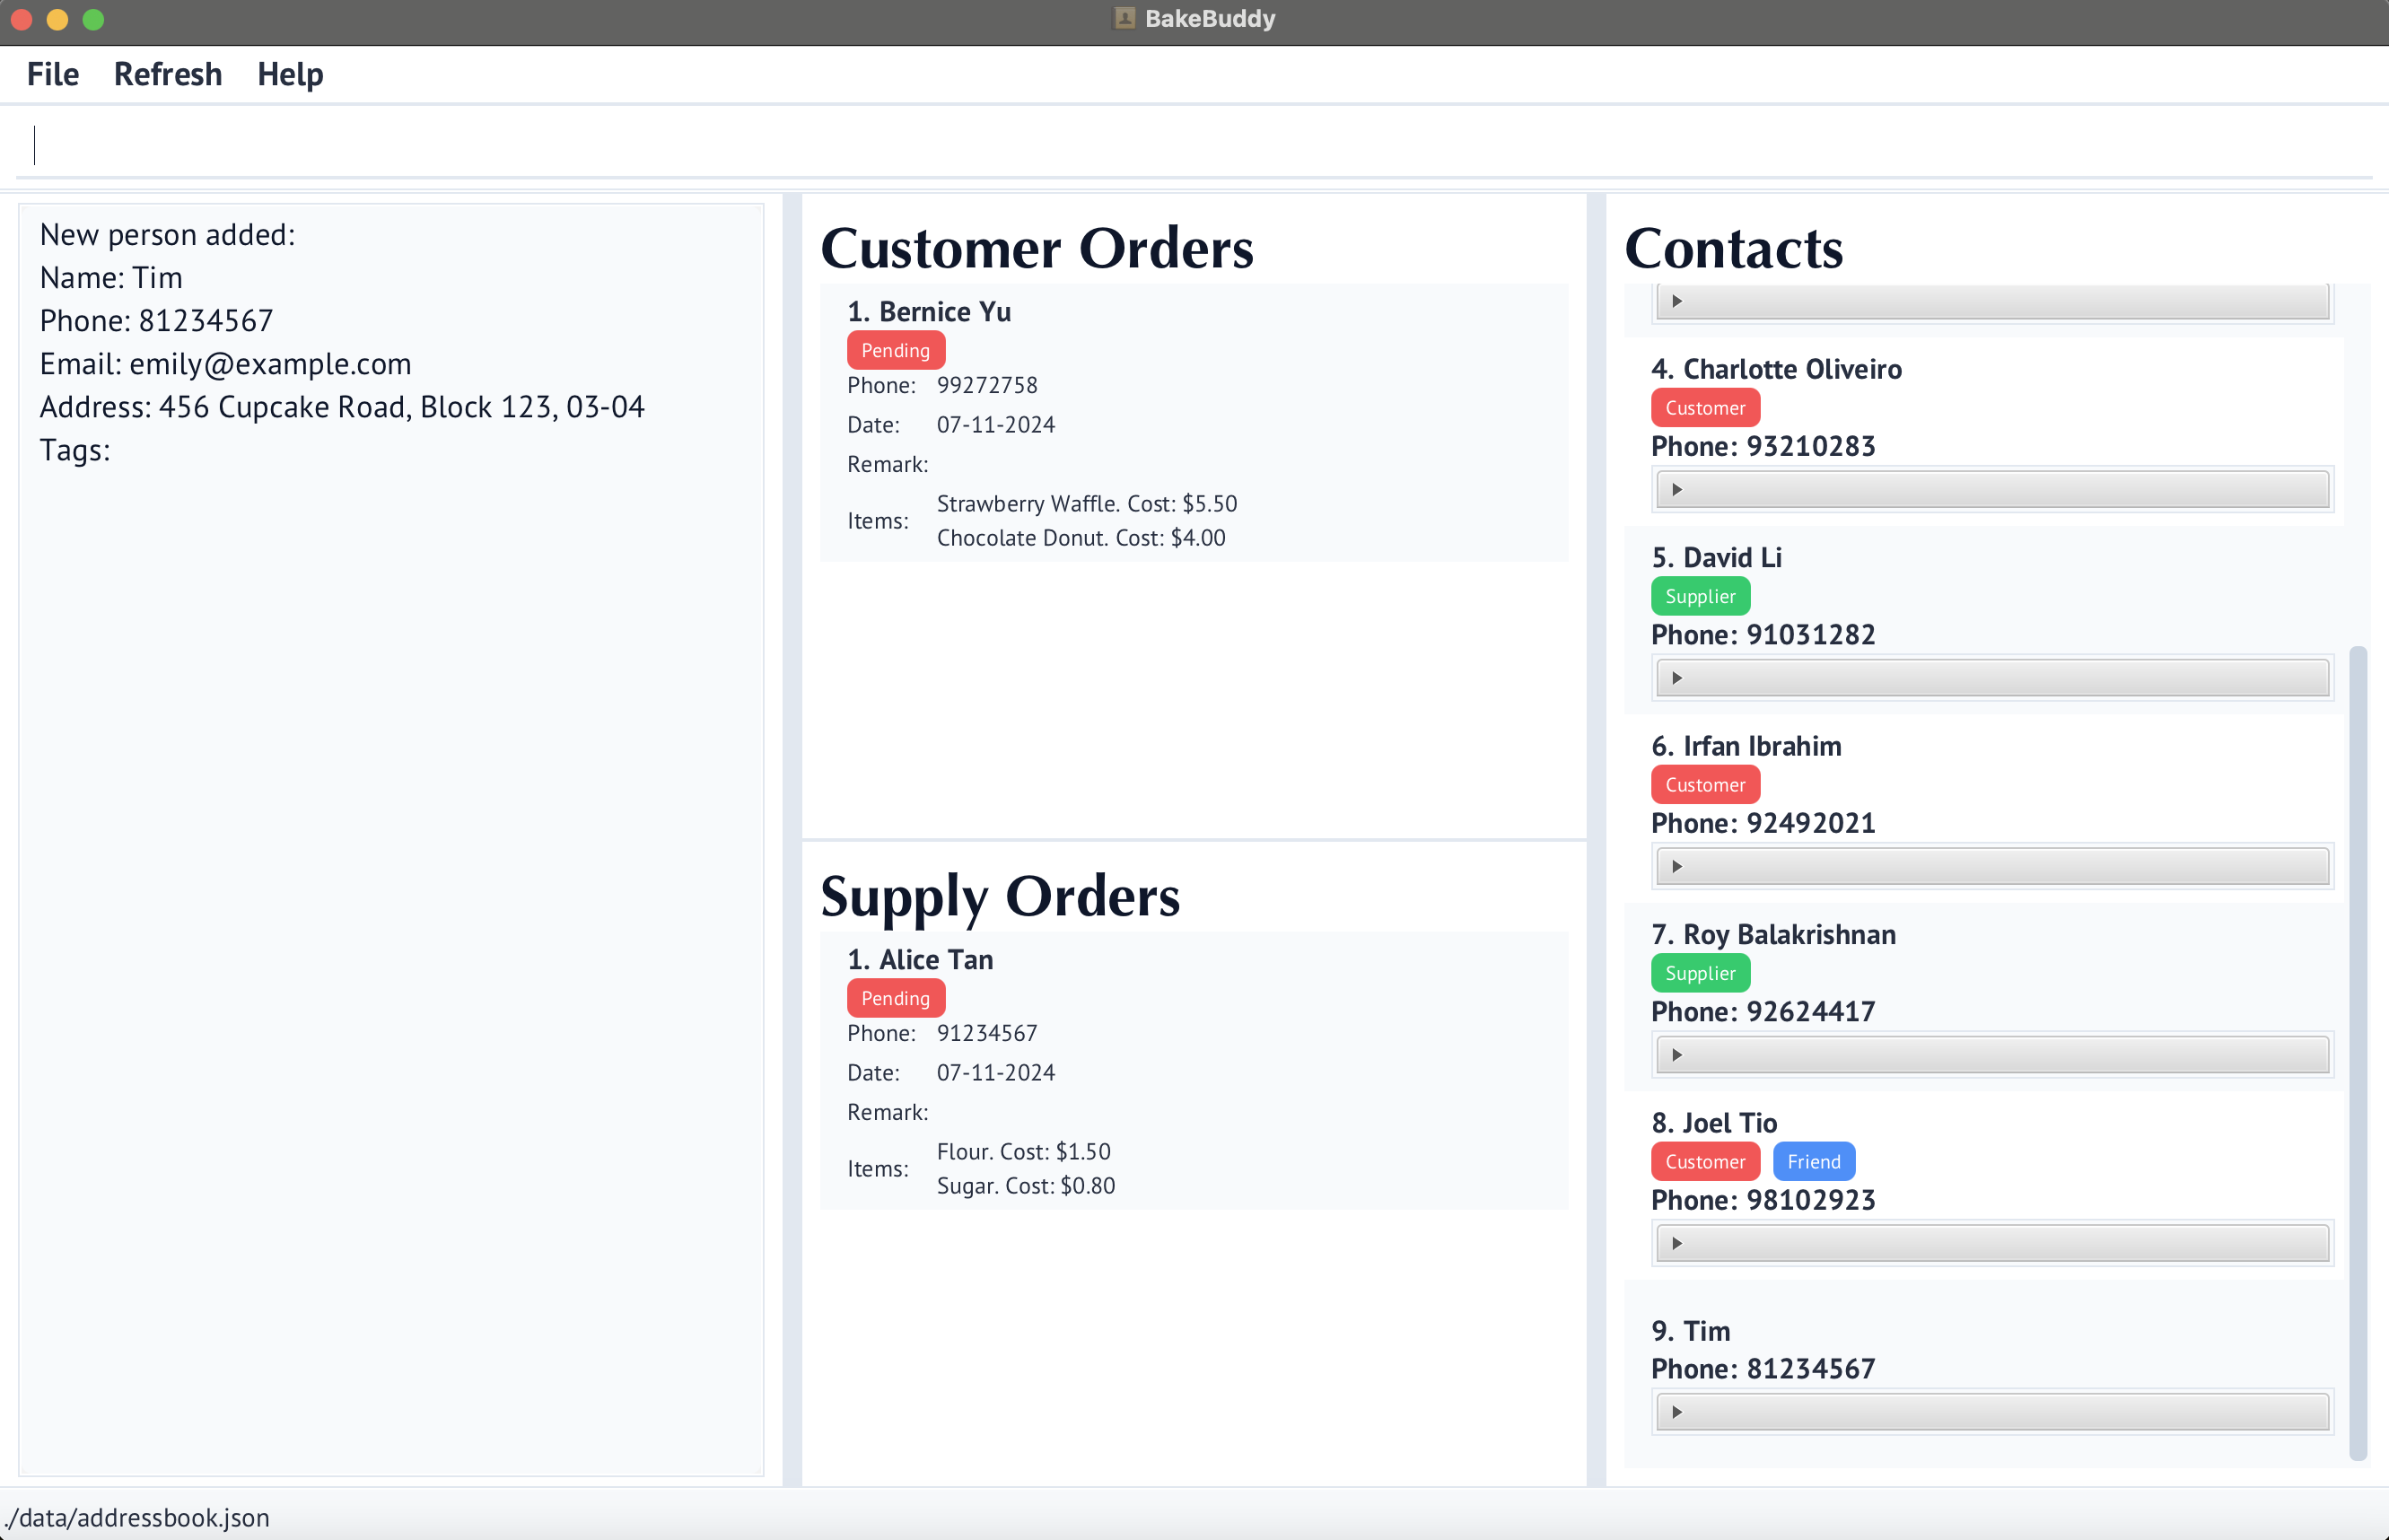 BakeBuddy
File Refresh Help
New person added:
Name: Tim
Phone: 81234567
Email: emily@example.com
Address: 456 Cupcake Road, Block 123, 03-04
Tags:
Customer Orders
1. Bernice Yu
Pending
Phone: 99272758
Date: 07-11-2024
Remark:
Items:
Strawberry Waffle. Cost: $5.50
Chocolate Donut. Cost: $4.00
Supply Orders
1. Alice Tan
Pending
Phone: 91234567
Date: 07-11-2024
Remark:
Items:
Flour. Cost: $1.50
Sugar. Cost: $0.80
Contacts
4. Charlotte Oliveiro
Customer
Phone: 93210283
5. David Li
Supplier
Phone: 91031282
6. Irfan Ibrahim
Customer
Phone: 92492021
7. Roy Balakrishnan
Supplier
Phone: 92624417
8. Joel Tio
Customer Friend
Phone: 98102923
9. Tim
Phone: 81234567
./data/addressbook.json